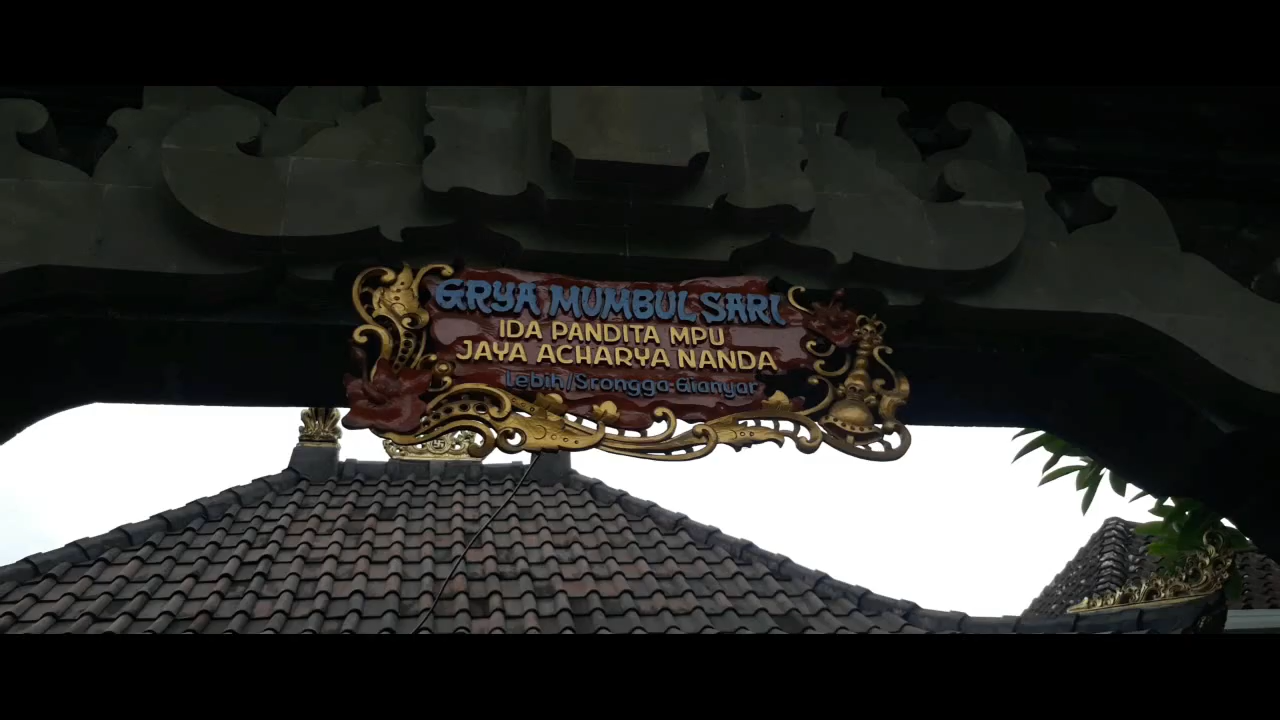 GRYA MUMBUL SARI
IDA PANDITA MPU
JAYA ACHARYA NANDA
Lebih/Srongga-Gianyar